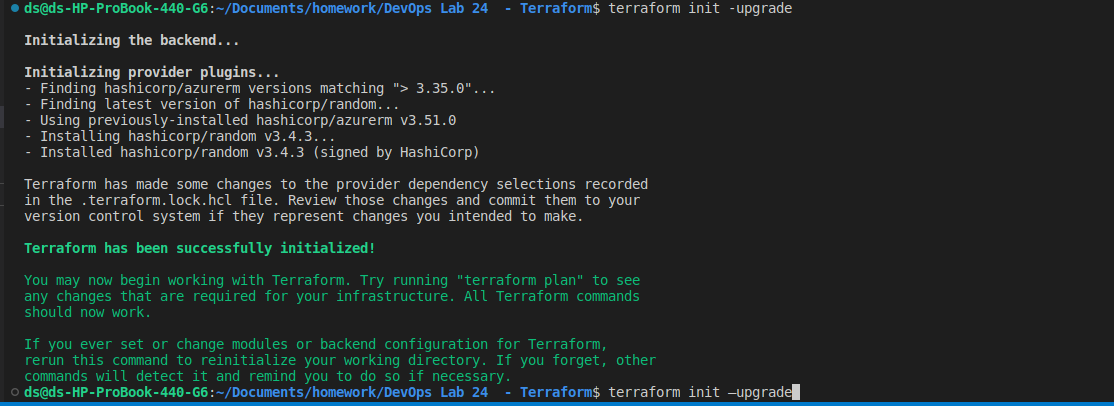 ds@ds-HP-ProBook-440-G6:~/Documents/homework/DevOps Lab 24  - Terraform$ terraform init -upgrade
Initializing the backend...
Initializing provider plugins...
- Finding hashicorp/azurerm versions matching "> 3.35.0"...
- Finding latest version of hashicorp/random...
- Using previously-installed hashicorp/azurerm v3.51.0
- Installing hashicorp/random v3.4.3...
- Installed hashicorp/random v3.4.3 (signed by HashiCorp)
Terraform has made some changes to the provider dependency selections recorded
in the .terraform.lock.hcl file. Review those changes and commit them to your
version control system if they represent changes you intended to make.
Terraform has been successfully initialized!
You may now begin working with Terraform. Try running "terraform plan" to see
any changes that are required for your infrastructure. All Terraform commands
should now work.
If you ever set or change modules or backend configuration for Terraform,
rerun this command to reinitialize your working directory. If you forget, other
commands will detect it and remind you to do so if necessary.
ds@ds-HP-ProBook-440-G6:~/Documents/homework/DevOps Lab 24  - Terraform$ terraform init –upgrade